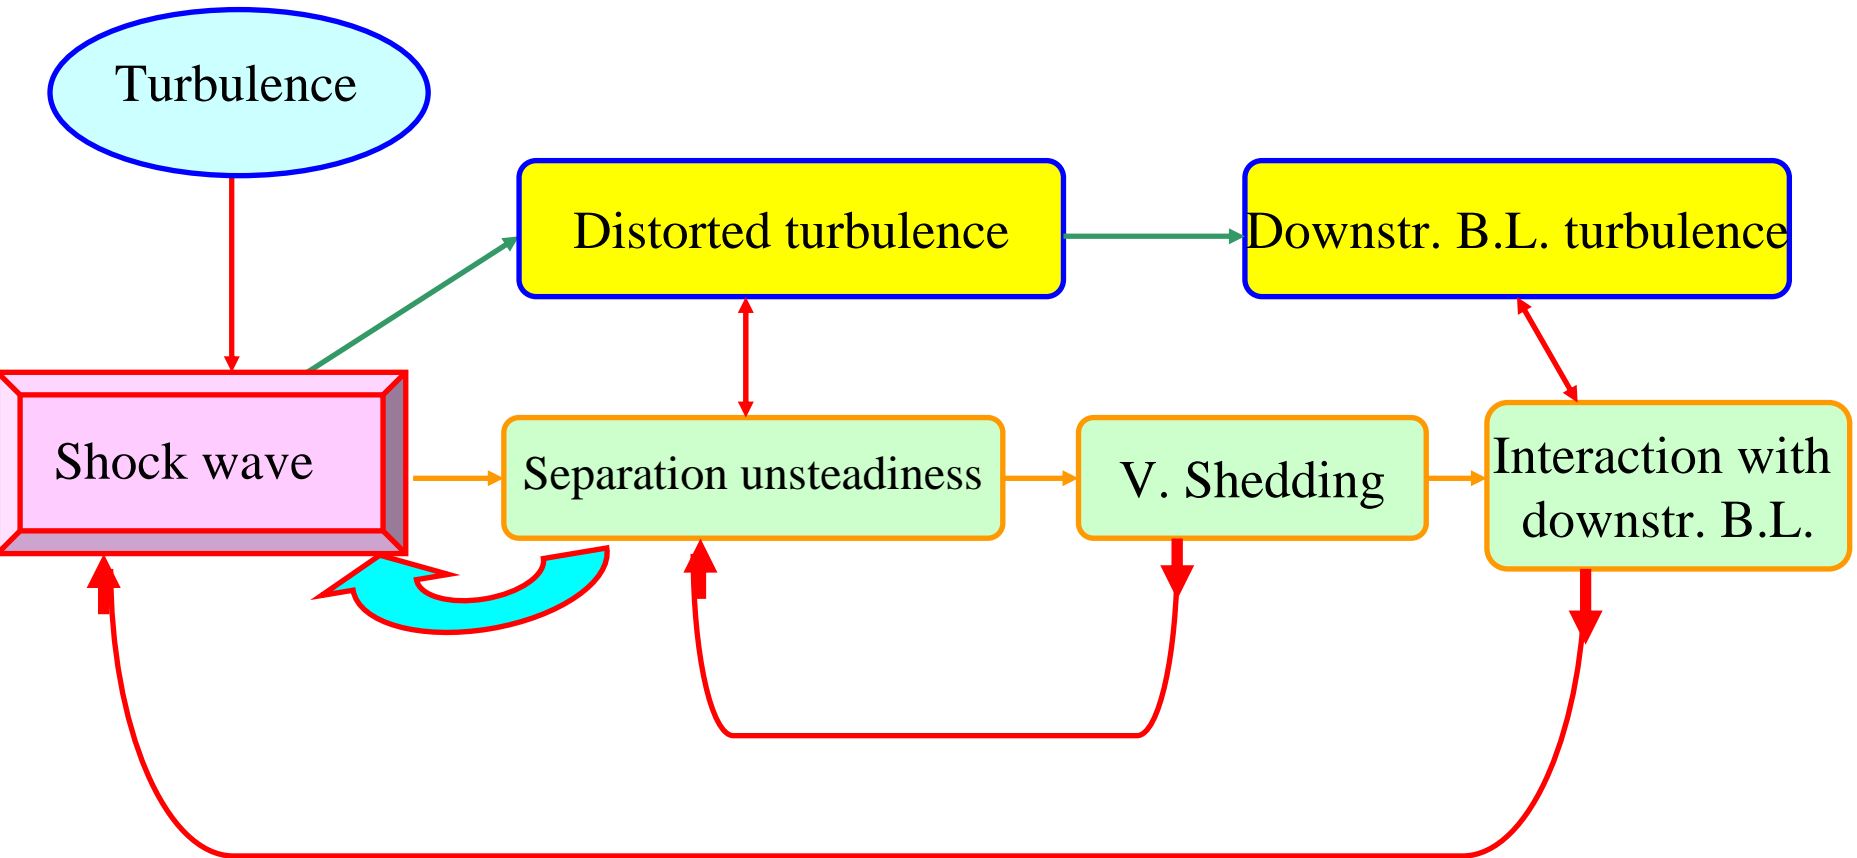 Turbulence
Distorted turbulence
Downstr. B.L. turbulence
Shock wave
Separation unsteadiness
V. Shedding
Interaction with
downstr. B.L.